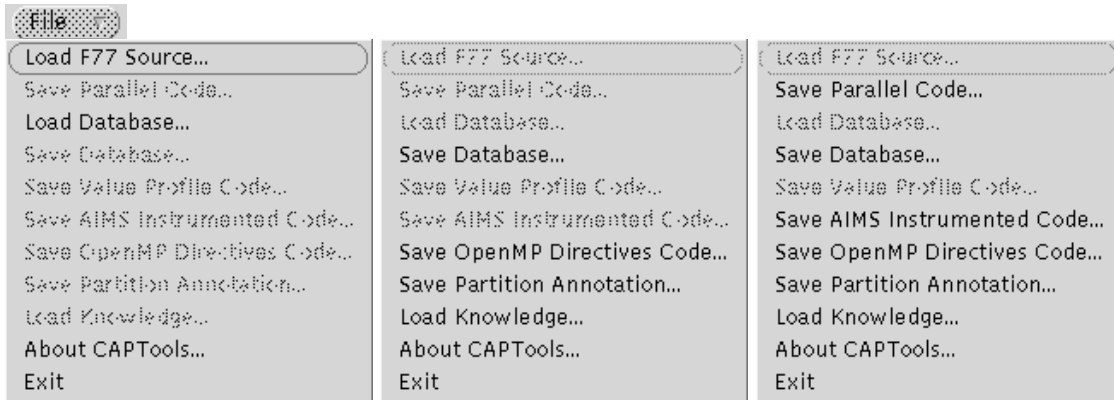 File
Load F77 Source...
Save Parallel Code...
Load Database...
Save Database...
Save Value Profile Code...
Save AIMS Instrumented Code...
Save OpenMP Directives Code...
Save Partition Annotation...
Load Knowledge...
About CAPTools...
Exit
Load F77 Source...
Save Parallel Code...
Load Database...
Save Database...
Save Value Profile Code...
Save AIMS Instrumented Code...
Save OpenMP Directives Code...
Save Partition Annotation...
Load Knowledge...
About CAPTools...
Exit
Load F77 Source...
Save Parallel Code...
Load Database...
Save Database...
Save Value Profile Code...
Save AIMS Instrumented Code...
Save OpenMP Directives Code...
Save Partition Annotation...
Load Knowledge...
About CAPTools...
Exit